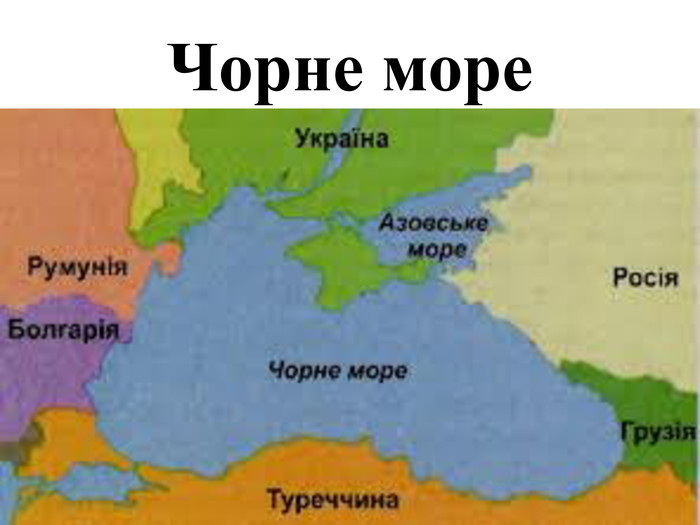 Чорне море
Україна
Азовське
море
Румунія
Росія
Болгарія
Чорне море
Грузія
Туреччина